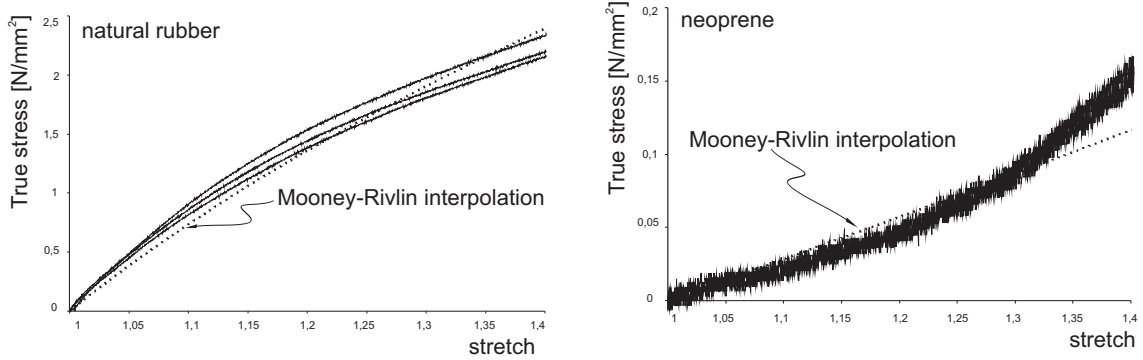 True stress [N/mm²]
2,5
2
1,5
1
0,5
0
natural rubber
Mooney-Rivlin interpolation
1 1,05 1,1 1,15 1,2 1,25 1,3 1,35 1,4
stretch
True stress [N/mm²]
0,2
0,15
0,1
0,05
0
neoprene
Mooney-Rivlin interpolation
1 1,05 1,1 1,15 1,2 1,25 1,3 1,35 1,4
stretch